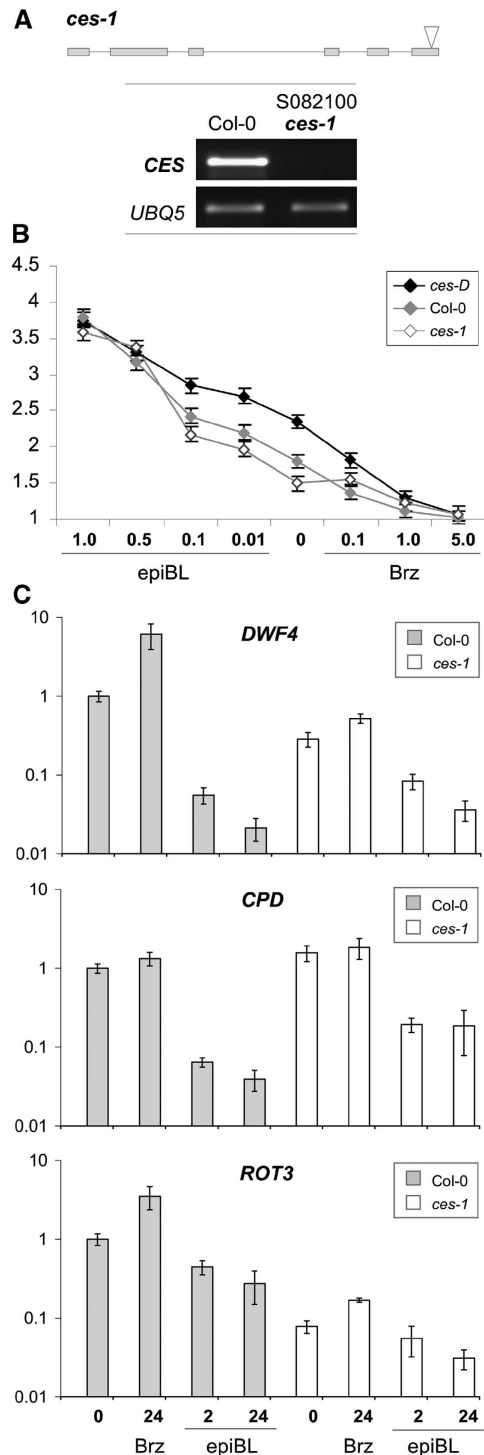 A
ces-1
S082100
Col-0 ces-1
CES
UBQ5
B
4.5
4
3.5
3
2.5
2
1.5
1
ces-D
Col-0
ces-1
1.0 0.5 0.1 0.01 0 0.1 1.0 5.0
epiBL Brz
C
DWF4
Col-0
ces-1
10
1
0.1
0.01
CPD
Col-0
ces-1
10
1
0.1
0.01
ROT3
Col-0
ces-1
10
1
0.1
0.01
0 24 2 24 0 24 2 24
Brz epiBL Brz epiBL